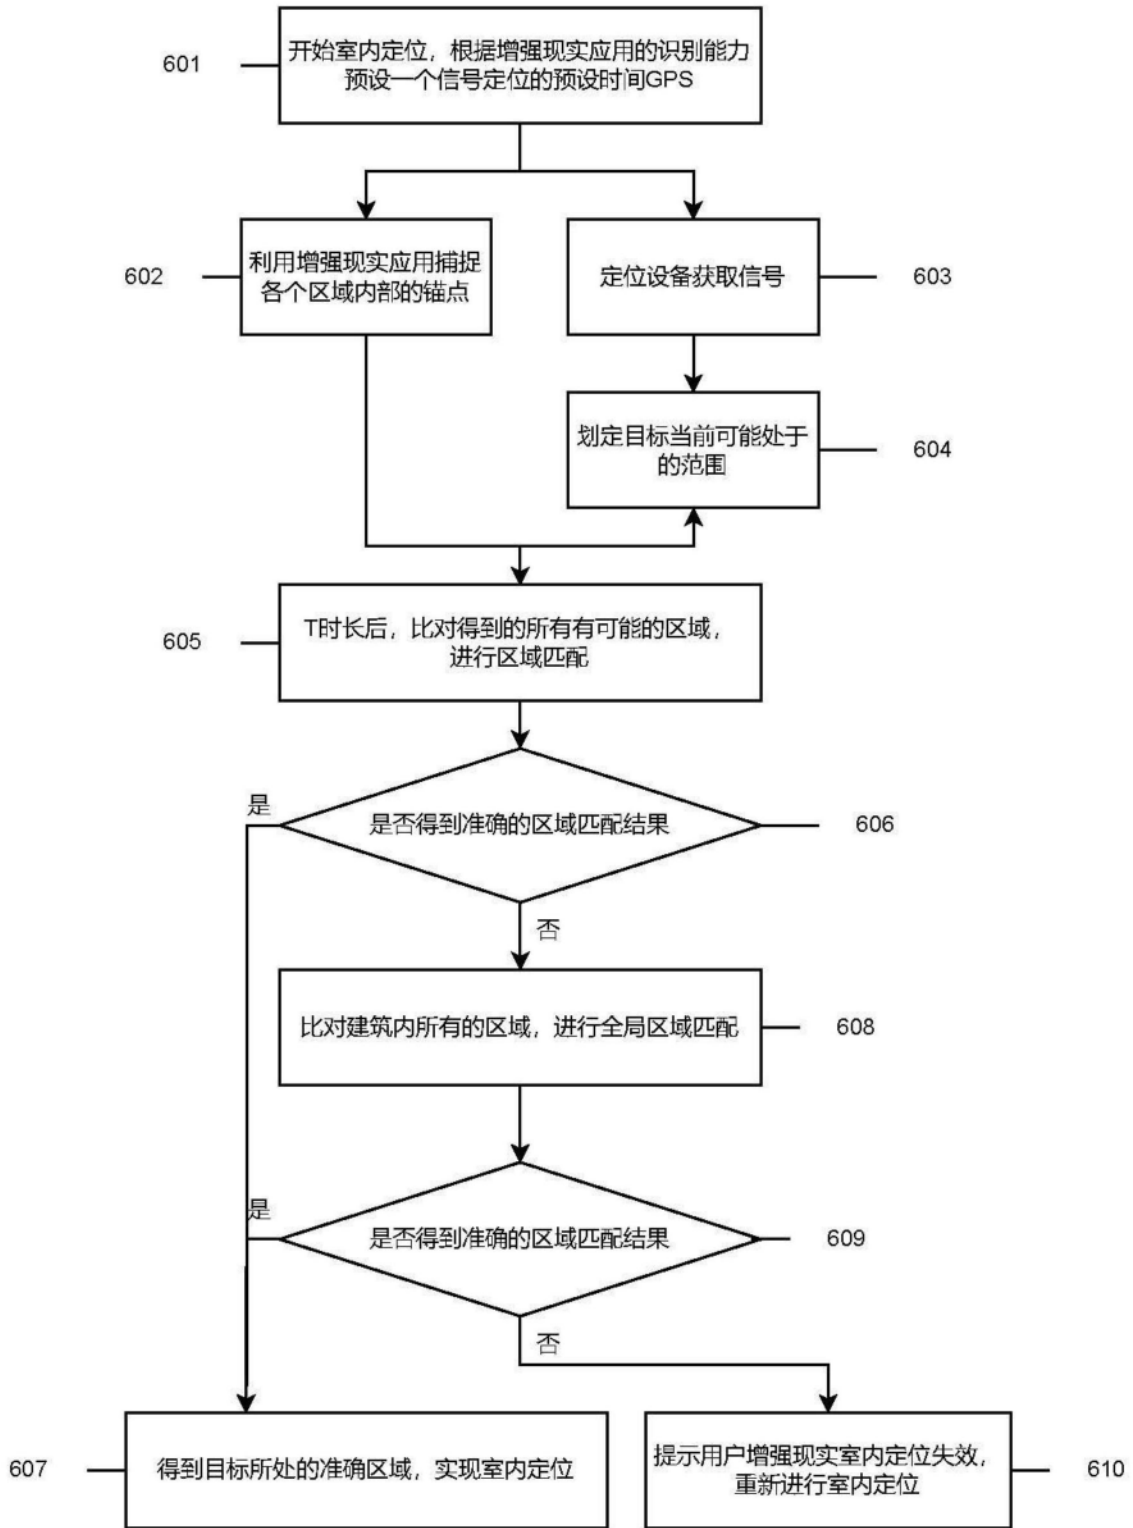 601
开始室内定位，根据增强现实应用的识别能力
预设一个信号定位的预设时间GPS
602
利用增强现实应用捕捉
各个区域内部的锚点
定位设备获取信号
603
划定目标当前可能处于
的范围
604
605
T时长后，比对得到的所有有可能的区域，
进行区域匹配
是
是否得到准确的区域匹配结果
606
否
比对建筑内所有的区域，进行全局区域匹配
608
是
是否得到准确的区域匹配结果
609
否
607
得到目标所处的准确区域，实现室内定位
提示用户增强现实室内定位失效，
重新进行室内定位
610